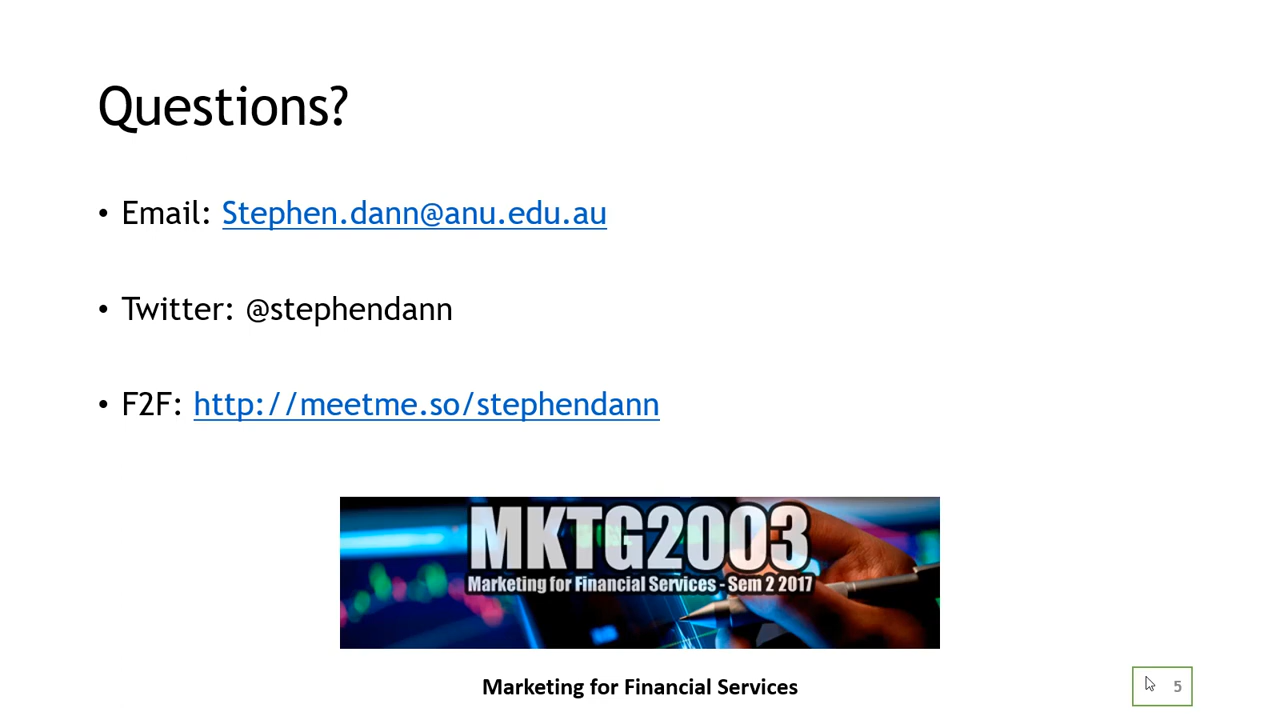 Questions?
• Email: Stephen.dann@anu.edu.au
• Twitter: @stephendann
• F2F: http://meetme.so/stephendann
MKTG2003
Marketing for Financial Services - Sem 2 2017
Marketing for Financial Services
5